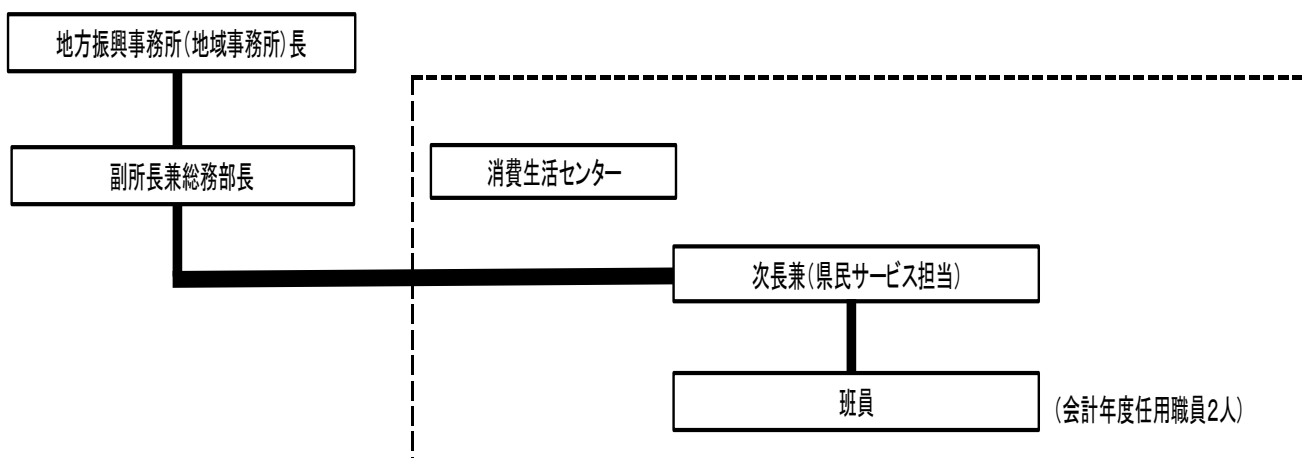 地方振興事務所(地域事務所)長
副所長兼総務部長
消費生活センター
次長兼(県民サービス担当)
班員
(会計年度任用職員2人)